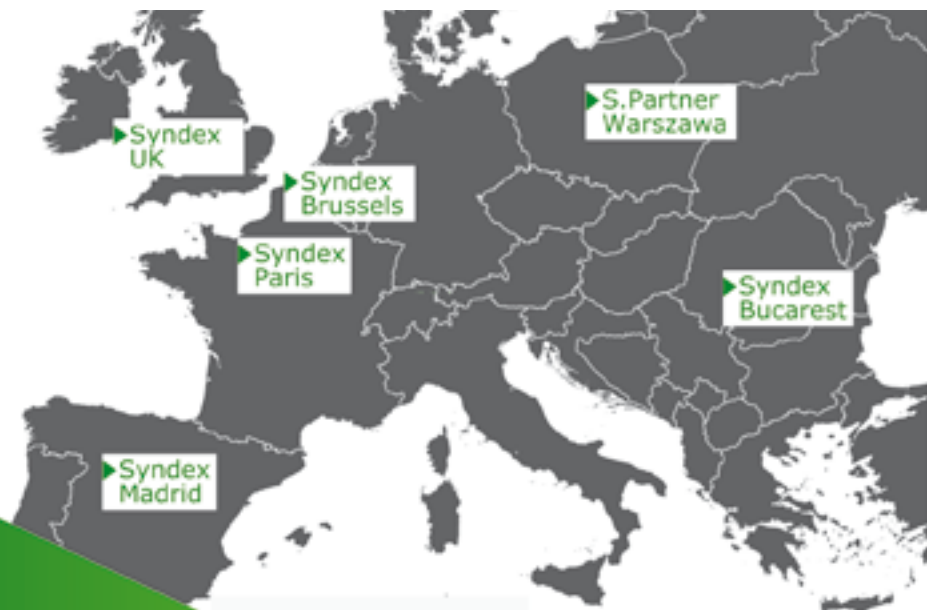 S.Partner
Warszawa
Syndex
UK
Syndex
Brussels
Syndex
Paris
Syndex
Bucarest
Syndex
Madrid